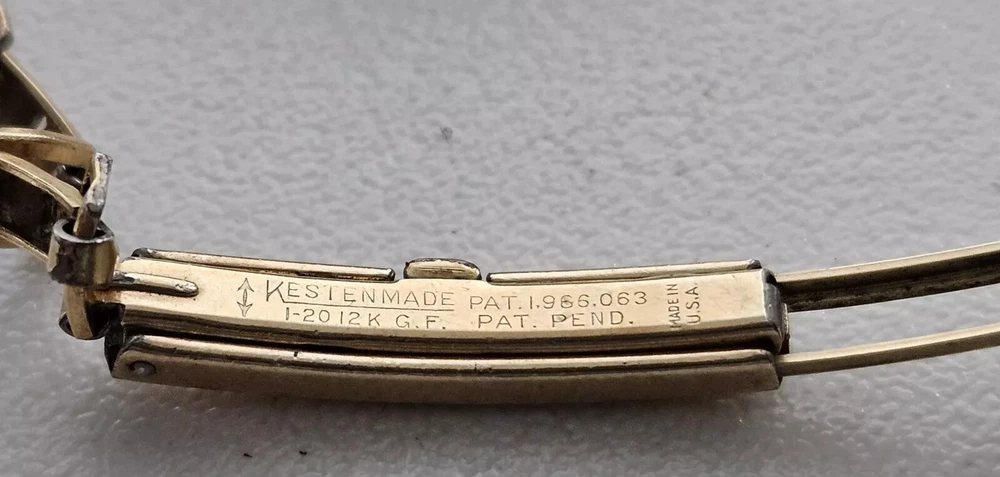 KESTENMADE PAT. 1.966.063
1-20 12K G.F. PAT. PEND.
MADE IN
U.S.A.